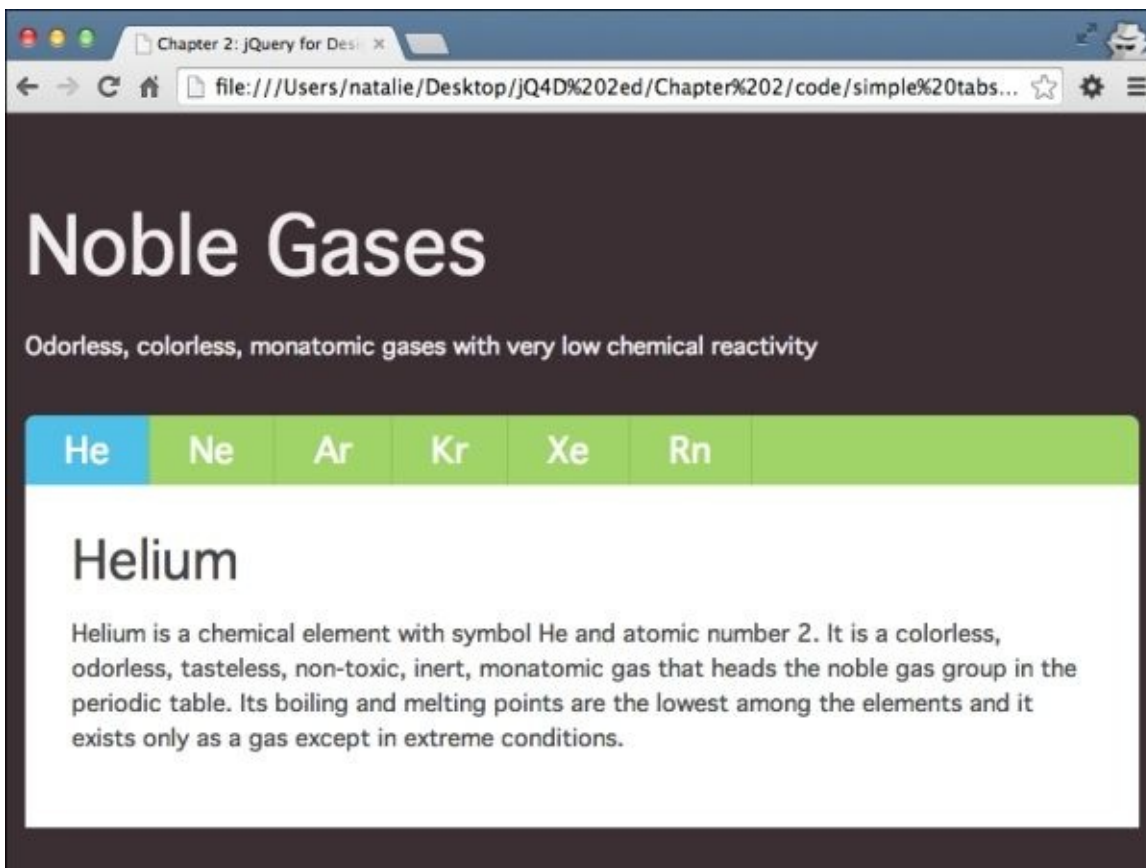 Chapter 2: jQuery for Desi
file:///Users/natalie/Desktop/jQ4D%202ed/Chapter%202/code/simple%20tabs...
Noble Gases
Odorless, colorless, monatomic gases with very low chemical reactivity
He Ne Ar Kr Xe Rn
Helium
Helium is a chemical element with symbol He and atomic number 2. It is a colorless,
odorless, tasteless, non-toxic, inert, monatomic gas that heads the noble gas group in the
periodic table. Its boiling and melting points are the lowest among the elements and it
exists only as a gas except in extreme conditions.